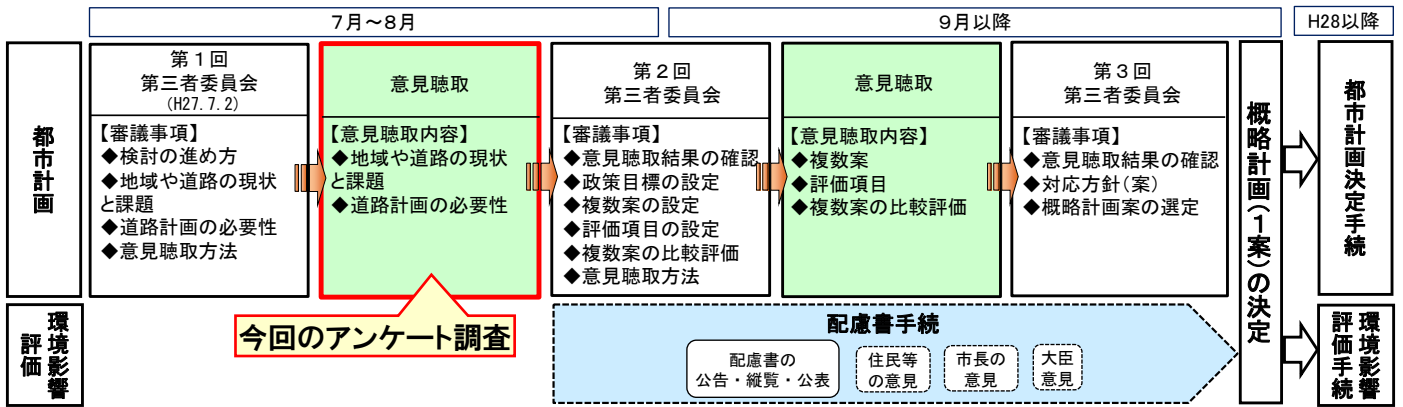 7月～8月
9月以降
H28以降
都市計画
第1回
第三者委員会
(H27.7.2)
【審議事項】
◆検討の進め方
◆地域や道路の現状
と課題
◆道路計画の必要性
◆意見聴取方法
意見聴取
【意見聴取内容】
◆地域や道路の現状
と課題
◆道路計画の必要性
第2回
第三者委員会
【審議事項】
◆意見聴取結果の確認
◆政策目標の設定
◆複数案の設定
◆評価項目の設定
◆複数案の比較評価
◆意見聴取方法
意見聴取
【意見聴取内容】
◆複数案
◆評価項目
◆複数案の比較評価
第3回
第三者委員会
【審議事項】
◆意見聴取結果の確認
◆対応方針(案)
◆概略計画案の選定
概略計画(1案)の決定
都市計画決定手続
今回のアンケート調査
環境影響
評価
配慮書手続
配慮書の
公告・縦覧・公表
住民等
の意見
市長の
意見
大臣
意見
環境影響
評価手続